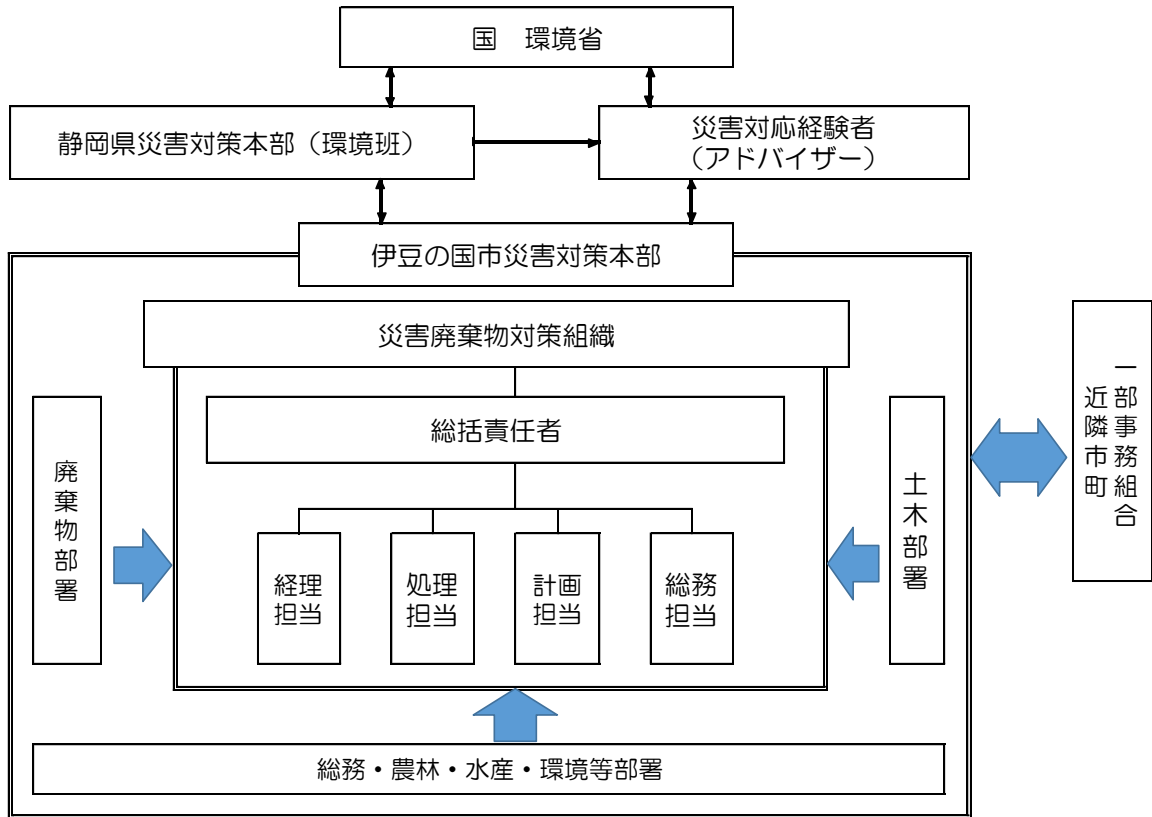 国　環境省
静岡県災害対策本部（環境班）
災害対応経験者
（アドバイザー）
伊豆の国市災害対策本部
災害廃棄物対策組織
総括責任者
廃棄物部署
経理
担当
処理
担当
計画
担当
総務
担当
土木部署
一部事務組合
近隣市町
総務・農林・水産・環境等部署